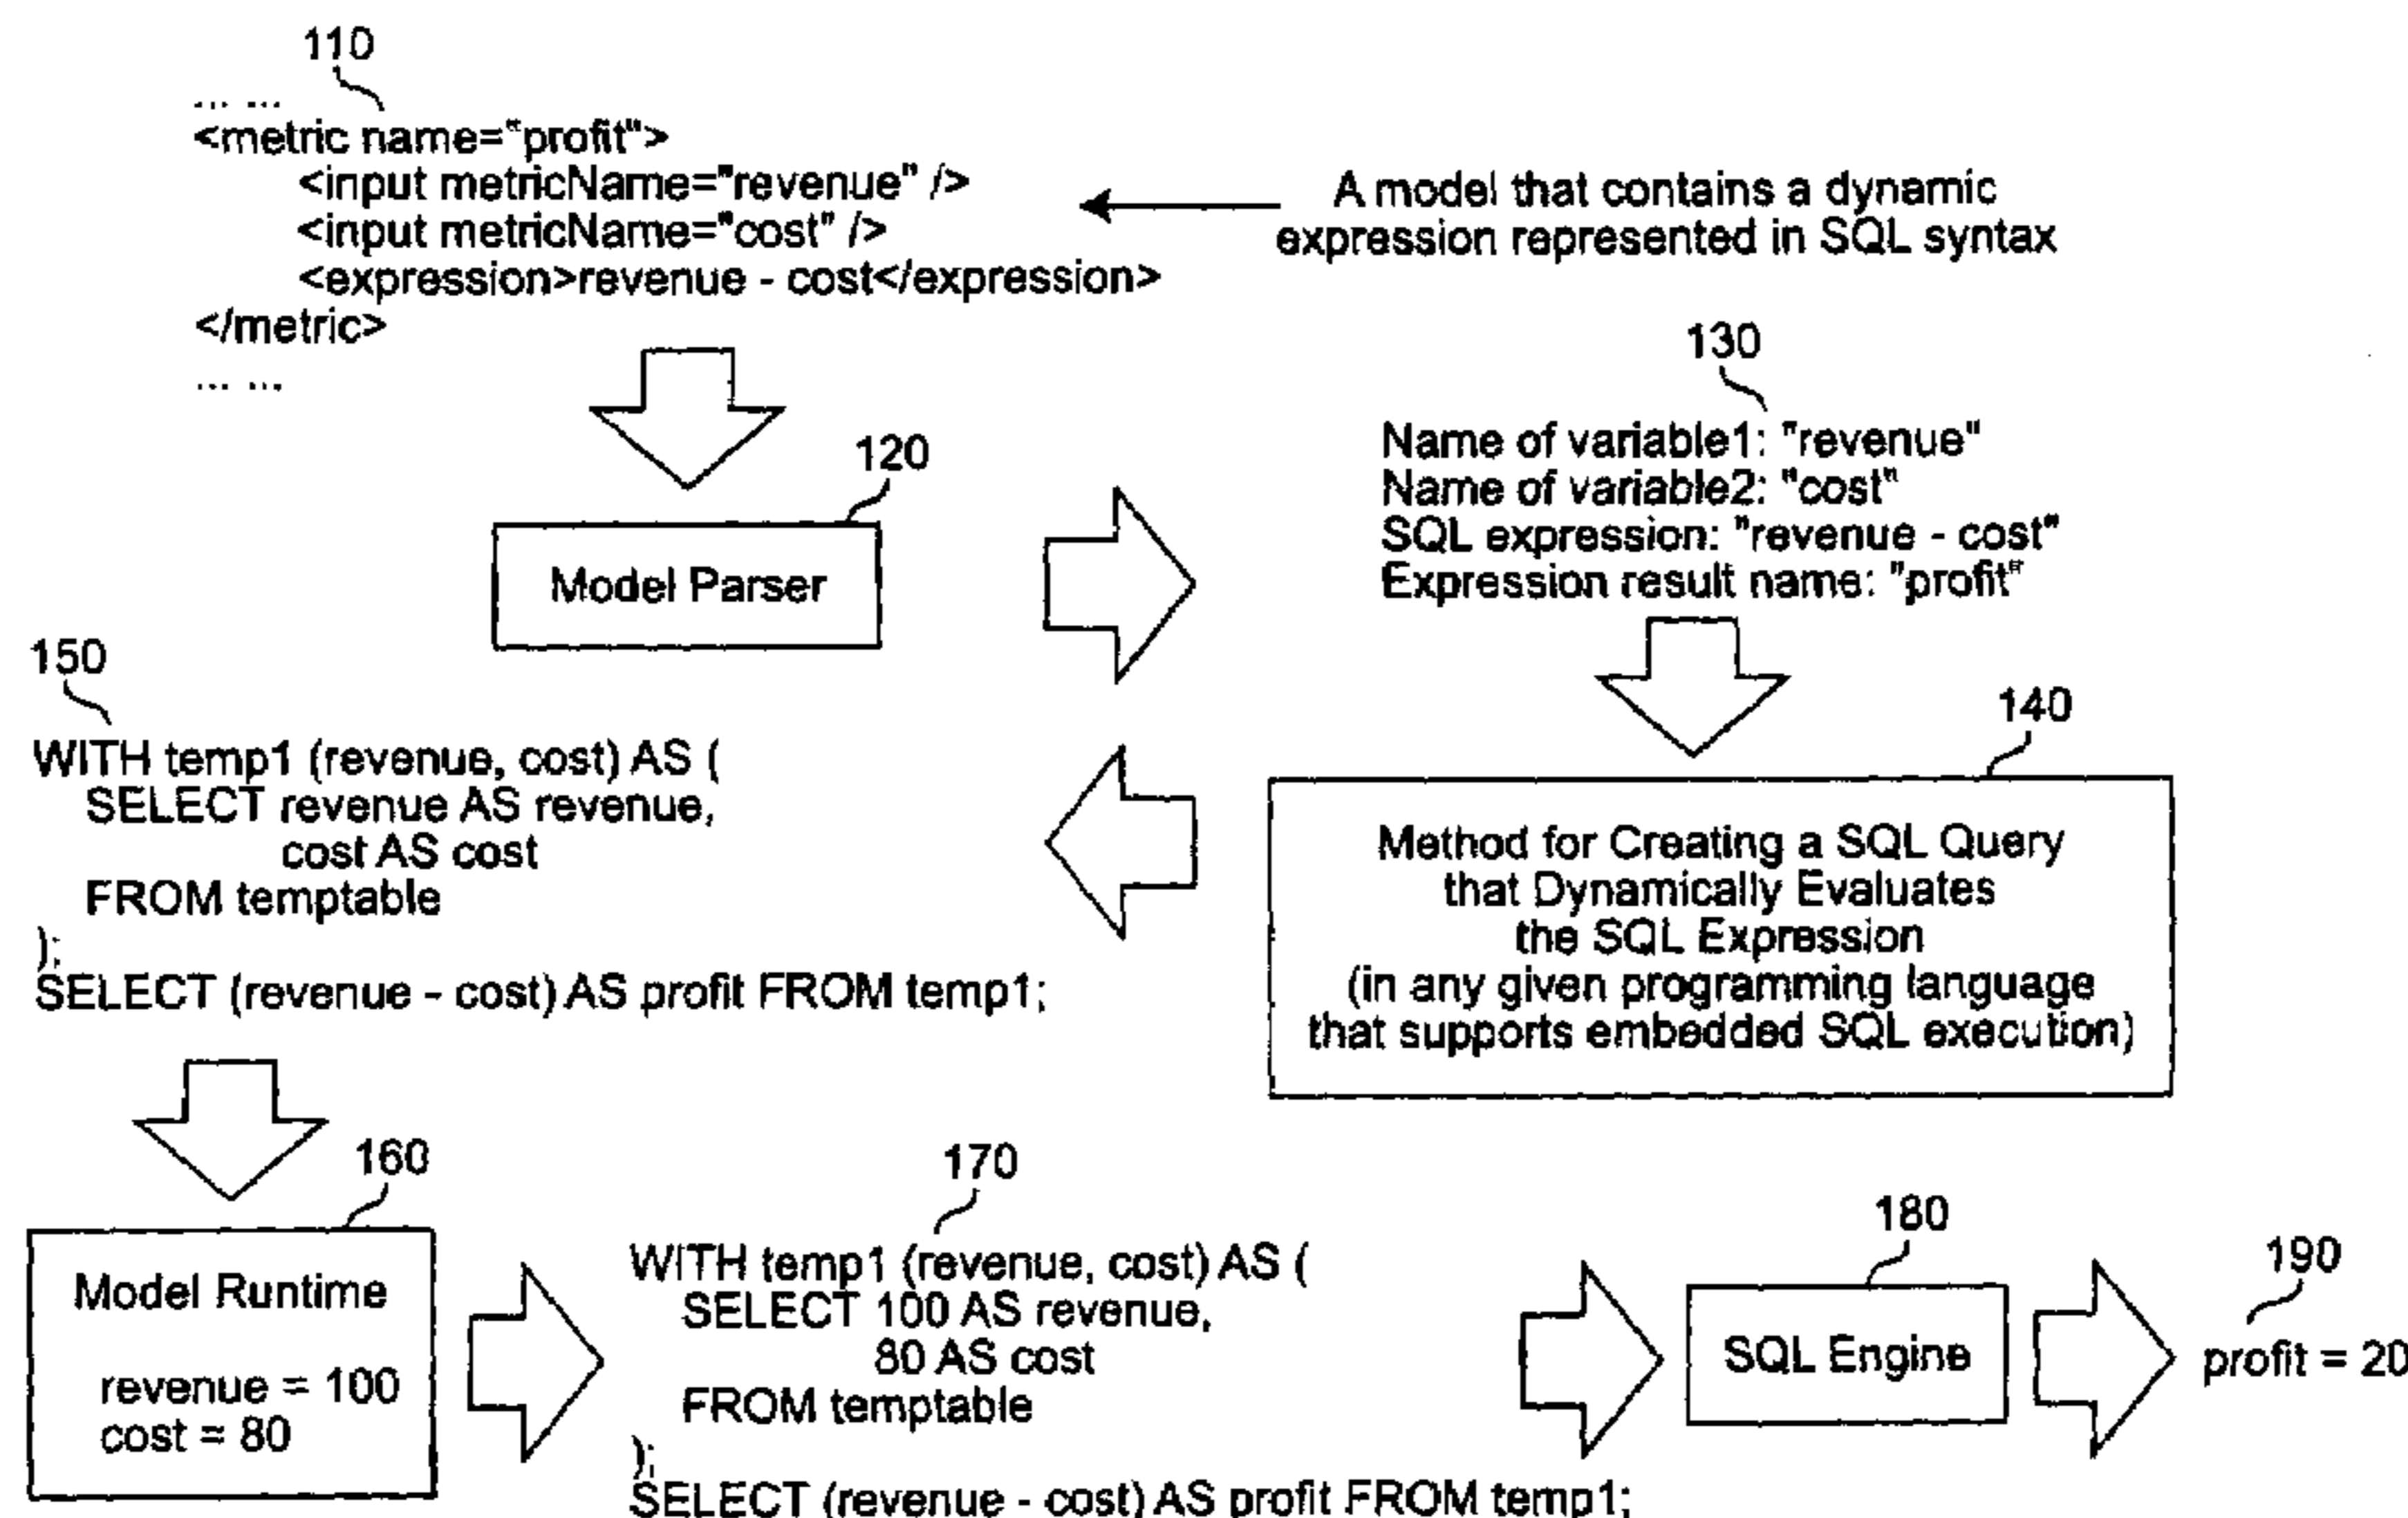 110
... ...
<metric name="profit">
<input metricName="revenue" />
<input metricName="cost" />
<expression>revenue - cost</expression>
</metric>
... ...
A model that contains a dynamic
expression represented in SQL syntax
120
Model Parser
130
Name of variable1: "revenue"
Name of variable2: "cost"
SQL expression: "revenue - cost"
Expression result name: "profit"
140
Method for Creating a SQL Query
that Dynamically Evaluates
the SQL Expression
(in any given programming language
that supports embedded SQL execution)
150
WITH temp1 (revenue, cost) AS (
SELECT revenue AS revenue,
cost AS cost
FROM temptable
);
SELECT (revenue - cost) AS profit FROM temp1;
160
Model Runtime
revenue = 100
cost = 80
170
WITH temp1 (revenue, cost) AS (
SELECT 100 AS revenue,
80 AS cost
FROM temptable
);
SELECT (revenue - cost) AS profit FROM temp1;
180
SQL Engine
190
profit = 20